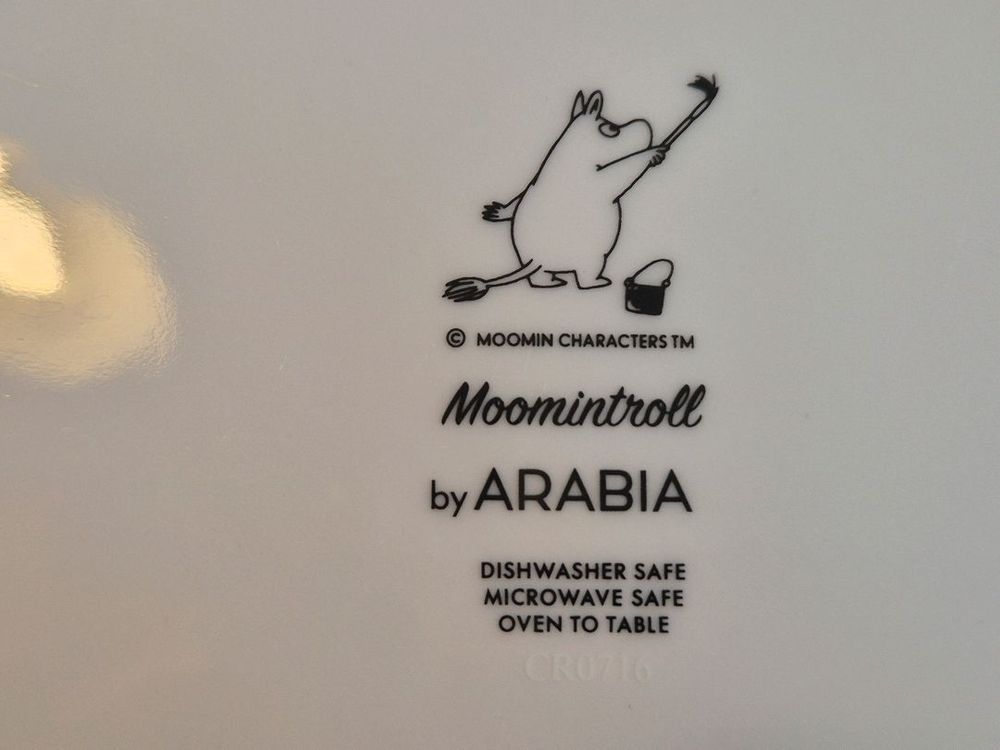 © MOOMIN CHARACTERS TM
Moomintroll
by ARABIA
DISHWASHER SAFE
MICROWAVE SAFE
OVEN TO TABLE
CR0716